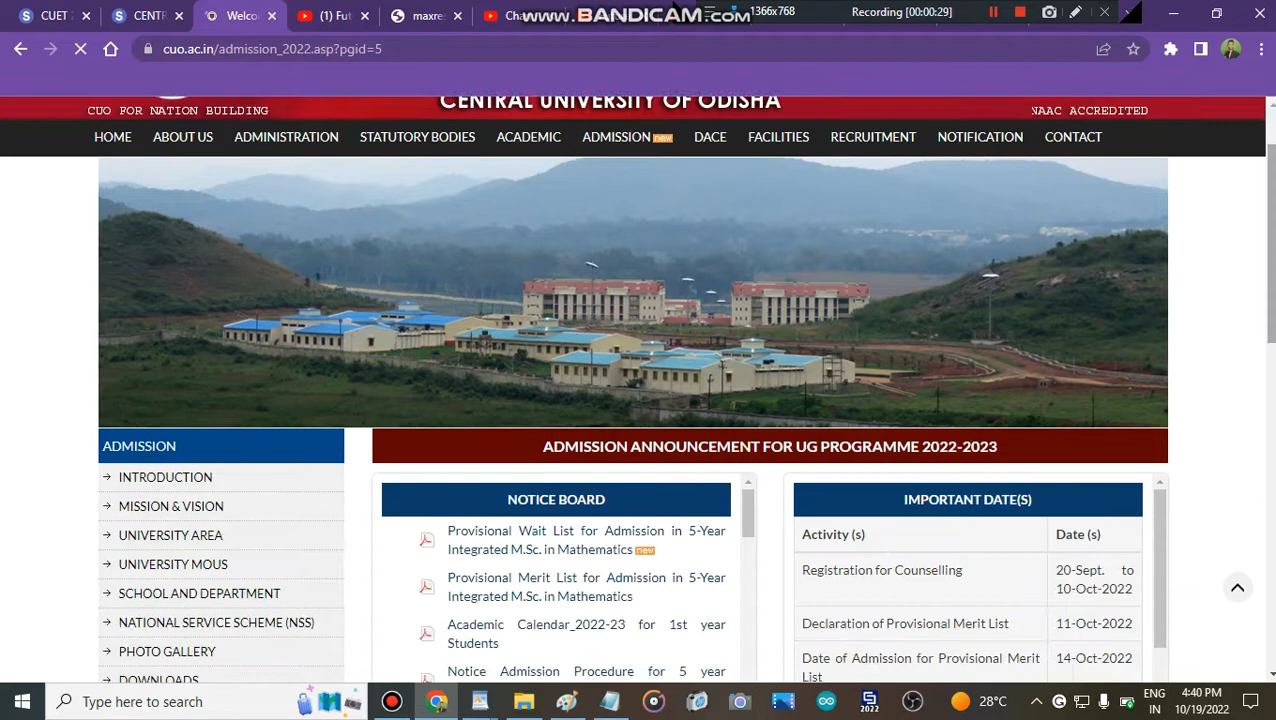 CUET
CENTR
Welco
(1) Fut
maxre
Cha
www.BANDICAM.com
1366x768
Recording [00:00:29]
cuo.ac.in/admission_2022.asp?pgid=5
CUO FOR NATION BUILDING
CENTRAL UNIVERSITY OF ODISHA
NAAC ACCREDITED
HOME ABOUT US ADMINISTRATION STATUTORY BODIES ACADEMIC ADMISSION new DACE FACILITIES RECRUITMENT NOTIFICATION CONTACT
ADMISSION
INTRODUCTION
MISSION & VISION
UNIVERSITY AREA
UNIVERSITY MOUS
SCHOOL AND DEPARTMENT
NATIONAL SERVICE SCHEME (NSS)
PHOTO GALLERY
DOWNLOADS
ADMISSION ANNOUNCEMENT FOR UG PROGRAMME 2022-2023
NOTICE BOARD
Provisional Wait List for Admission in 5-Year
Integrated M.Sc. in Mathematics new
Provisional Merit List for Admission in 5-Year
Integrated M.Sc. in Mathematics
Academic Calendar_2022-23 for 1st year
Students
Notice Admission Procedure for 5 year
IMPORTANT DATE(S)
Activity (s) Date (s)
Registration for Counselling 20-Sept. to
10-Oct-2022
Declaration of Provisional Merit List 11-Oct-2022
Date of Admission for Provisional Merit 14-Oct-2022
List
Type here to search
2022
28°C
ENG
IN
4:40 PM
10/19/2022